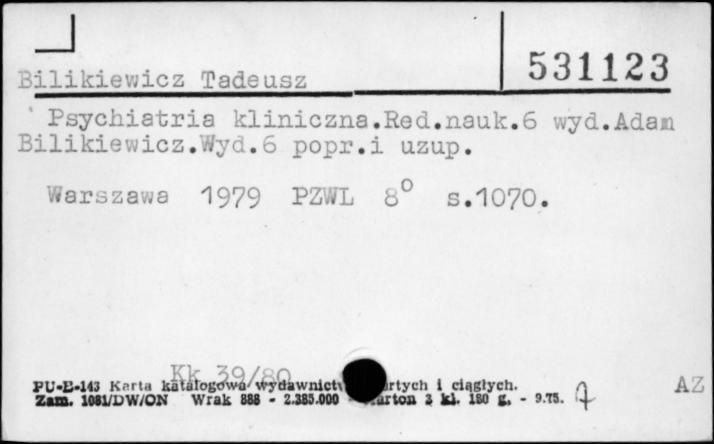 531123
Bilikiewicz Tadeusz
Psychiatria kliniczna.Red.nauk.6 wyd.Adam
Bilikiewicz.Wyd.6 popr.i uzup.
Warszawa 1979 PZWL 8° s.1070.
Kk 39/80
PU-E-143 Karta katalogowa wydawnictw rtych i ciągłych.
Zam. 1081/DW/ON Wrak 888 - 2.385.000 - arton 3 kl. 180 g. - 9.75.
AZ